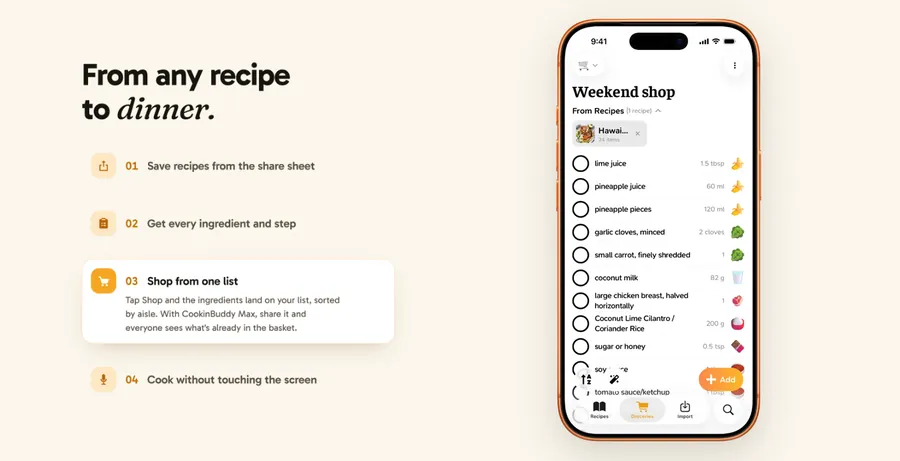 From any recipe
to dinner.
01 Save recipes from the share sheet
02 Get every ingredient and step
03 Shop from one list
Tap Shop and the ingredients land on your list, sorted
by aisle. With CookinBuddy Max, share it and
everyone sees what's already in the basket.
04 Cook without touching the screen
9:41
Weekend shop
From Recipes (1 recipe)
Hawai...
lime juice 1.5 tbsp
pineapple juice 60 ml
pineapple pieces 120 ml
garlic cloves, minced 2 cloves
small carrot, finely shredded 1
coconut milk 82 g
large chicken breast, halved
horizontally 1
Coconut Lime Cilantro /
Coriander Rice 200 g
sugar or honey 0.5 tsp
Add
tomato sauce/ketchup
Recipes
Groceries
Import